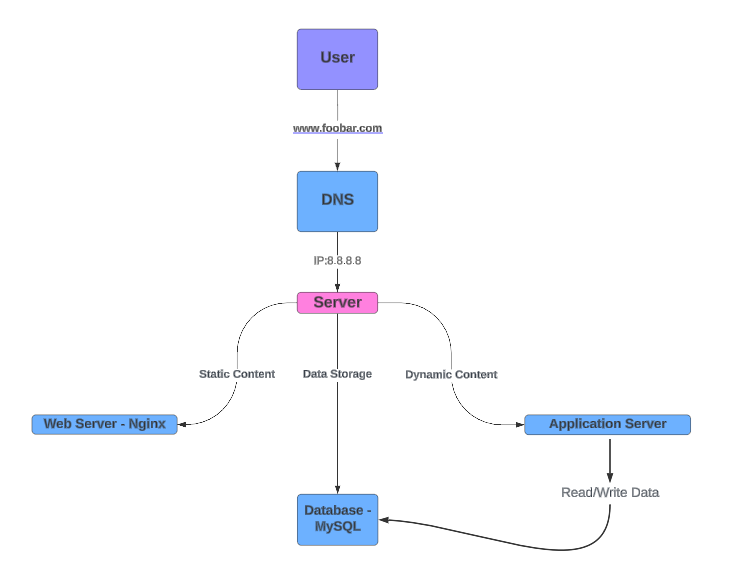 User
www.foobar.com
DNS
IP:8.8.8.8
Server
Static Content
Data Storage
Dynamic Content
Web Server - Nginx
Application Server
Read/Write Data
Database -
MySQL